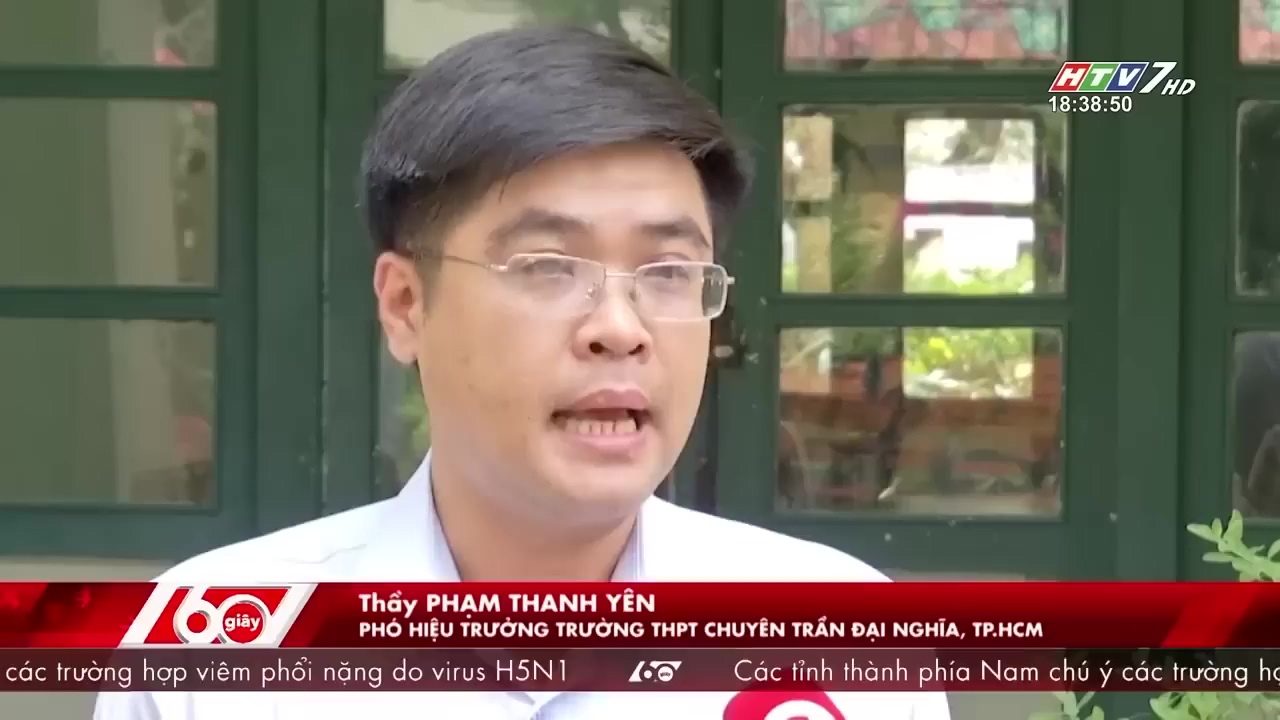 HTV7 HD
18:38:50
60 giây
Thầy PHẠM THANH YÊN
PHÓ HIỆU TRƯỞNG TRƯỜNG THPT CHUYÊN TRẦN ĐẠI NGHĨA, TP.HCM
các trường hợp viêm phổi nặng do virus H5N1 60 giây Các tỉnh thành phía Nam chú ý các trường hợ